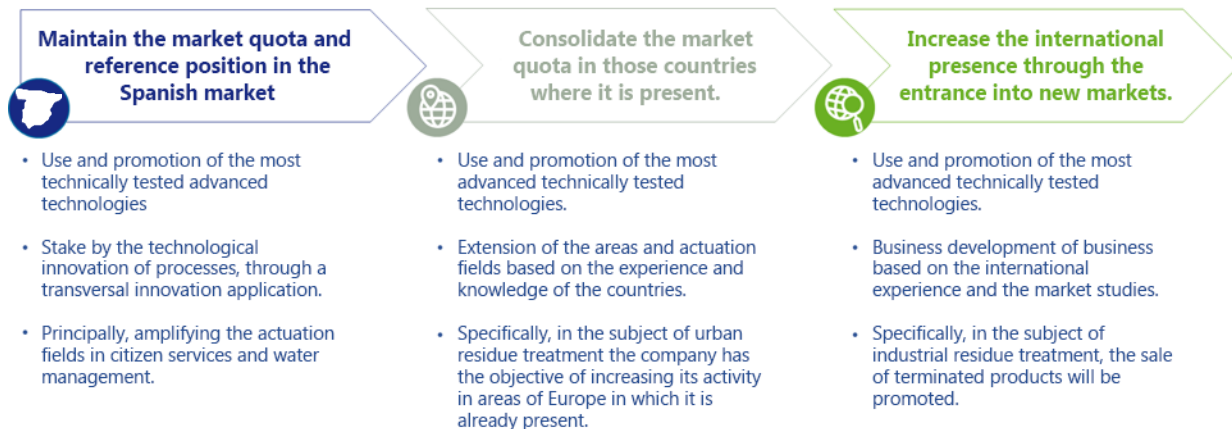 Maintain the market quota and
reference position in the
Spanish market
• Use and promotion of the most
technically tested advanced
technologies
• Stake by the technological
innovation of processes, through a
transversal innovation application.
• Principally, amplifying the actuation
fields in citizen services and water
management.
Consolidate the market
quota in those countries
where it is present.
• Use and promotion of the most
advanced technically tested
technologies.
• Extension of the areas and actuation
fields based on the experience and
knowledge of the countries.
• Specifically, in the subject of urban
residue treatment the company has
the objective of increasing its activity
in areas of Europe in which it is
already present.
Increase the international
presence through the
entrance into new markets.
• Use and promotion of the most
advanced technically tested
technologies.
• Business development of business
based on the international
experience and the market studies.
• Specifically, in the subject of
industrial residue treatment, the sale
of terminated products will be
promoted.